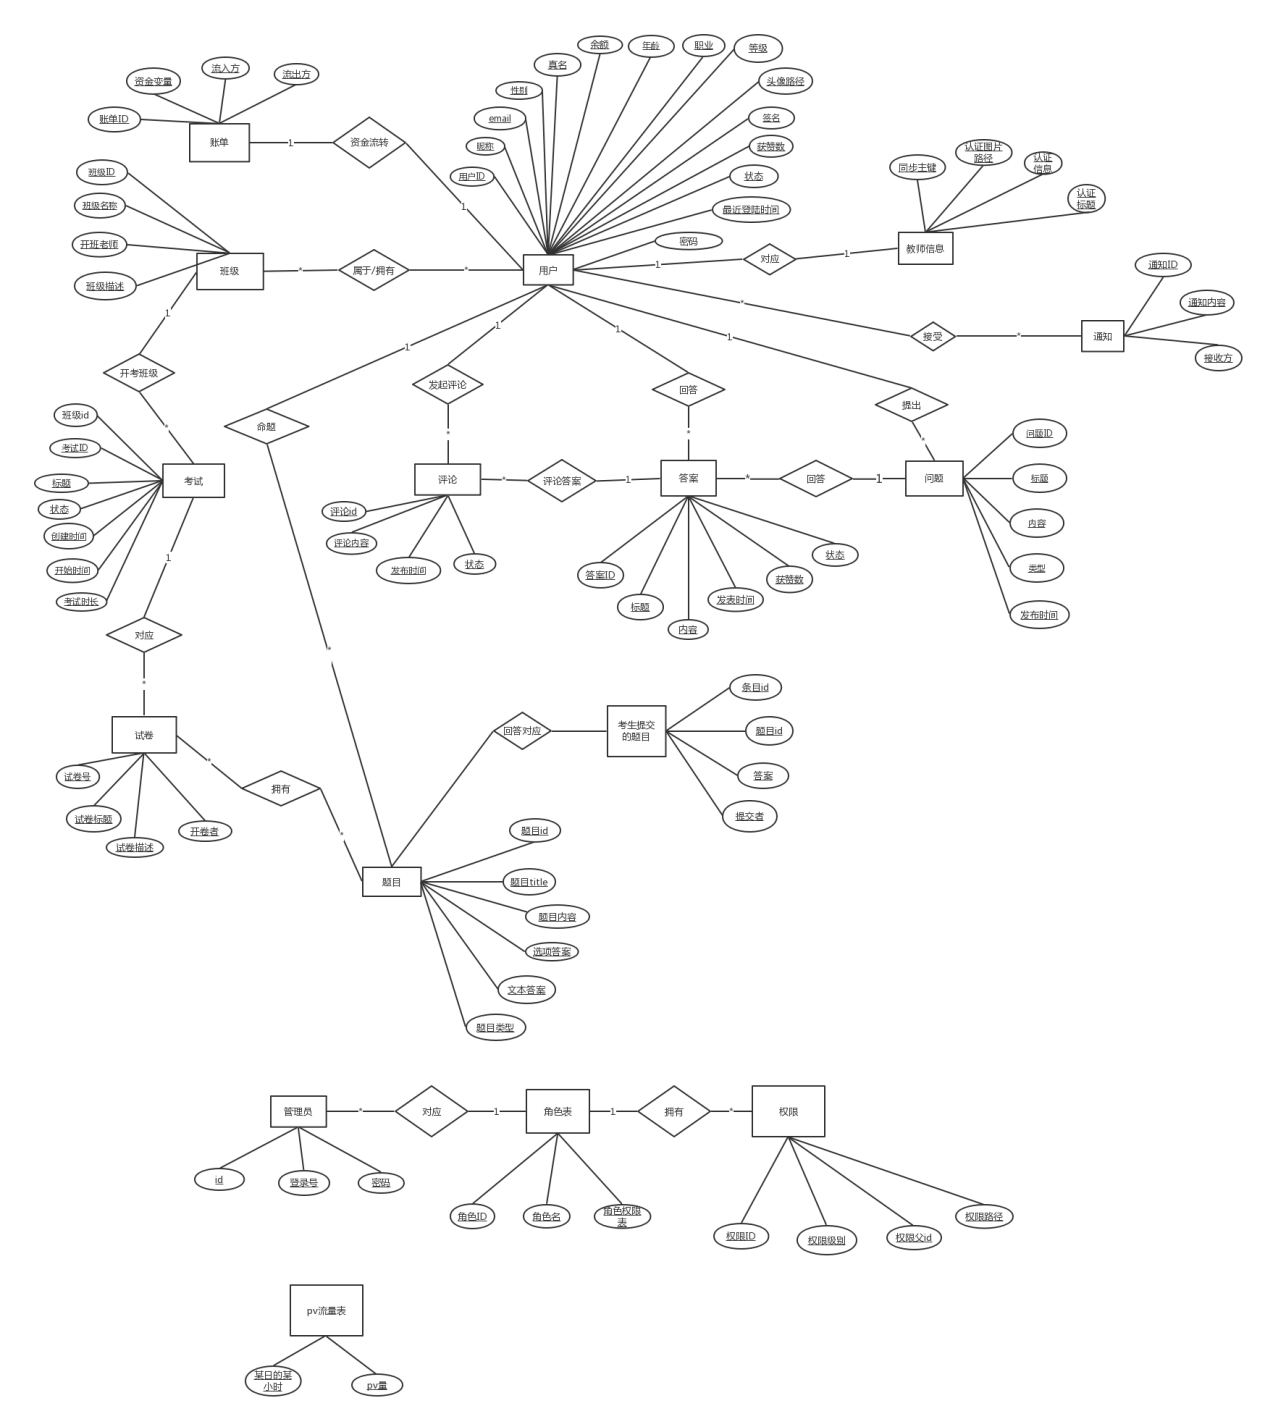 余额
年龄
职业
等级
真名
流入方
流出方
资金变量
头像路径
性别
账单ID
email
签名
账单
1
资金流转
昵称
获赞数
认证图片
路径
认证
信息
同步主键
班级ID
用户ID
状态
认证
标题
班级名称
1
最近登陆时间
开班老师
密码
教师信息
班级
*
属于/拥有
*
用户
1
对应
1
通知ID
班级描述
通知内容
*
1
1
1
1
1
接受
*
通知
接收方
开考班级
发起评论
回答
提出
班级id
命题
*
*
*
*
问题ID
考试ID
标题
考试
评论
*
评论答案
1
答案
*
回答
1
问题
标题
状态
评论id
内容
创建时间
评论内容
状态
1
开始时间
发布时间
状态
答案ID
获赞数
类型
考试时长
标题
发表时间
发布时间
内容
对应
*
*
条目id
试卷
回答对应
考生提交
的题目
题目id
*
试卷号
拥有
答案
试卷标题
开卷者
提交者
试卷描述
*
题目id
题目
题目title
题目内容
选项答案
文本答案
题目类型
管理员
*
对应
1
角色表
1
拥有
*
权限
id
登录号
密码
角色ID
角色名
角色权限
表
权限路径
权限ID
权限级别
权限父id
pv流量表
某日的某
小时
pv量